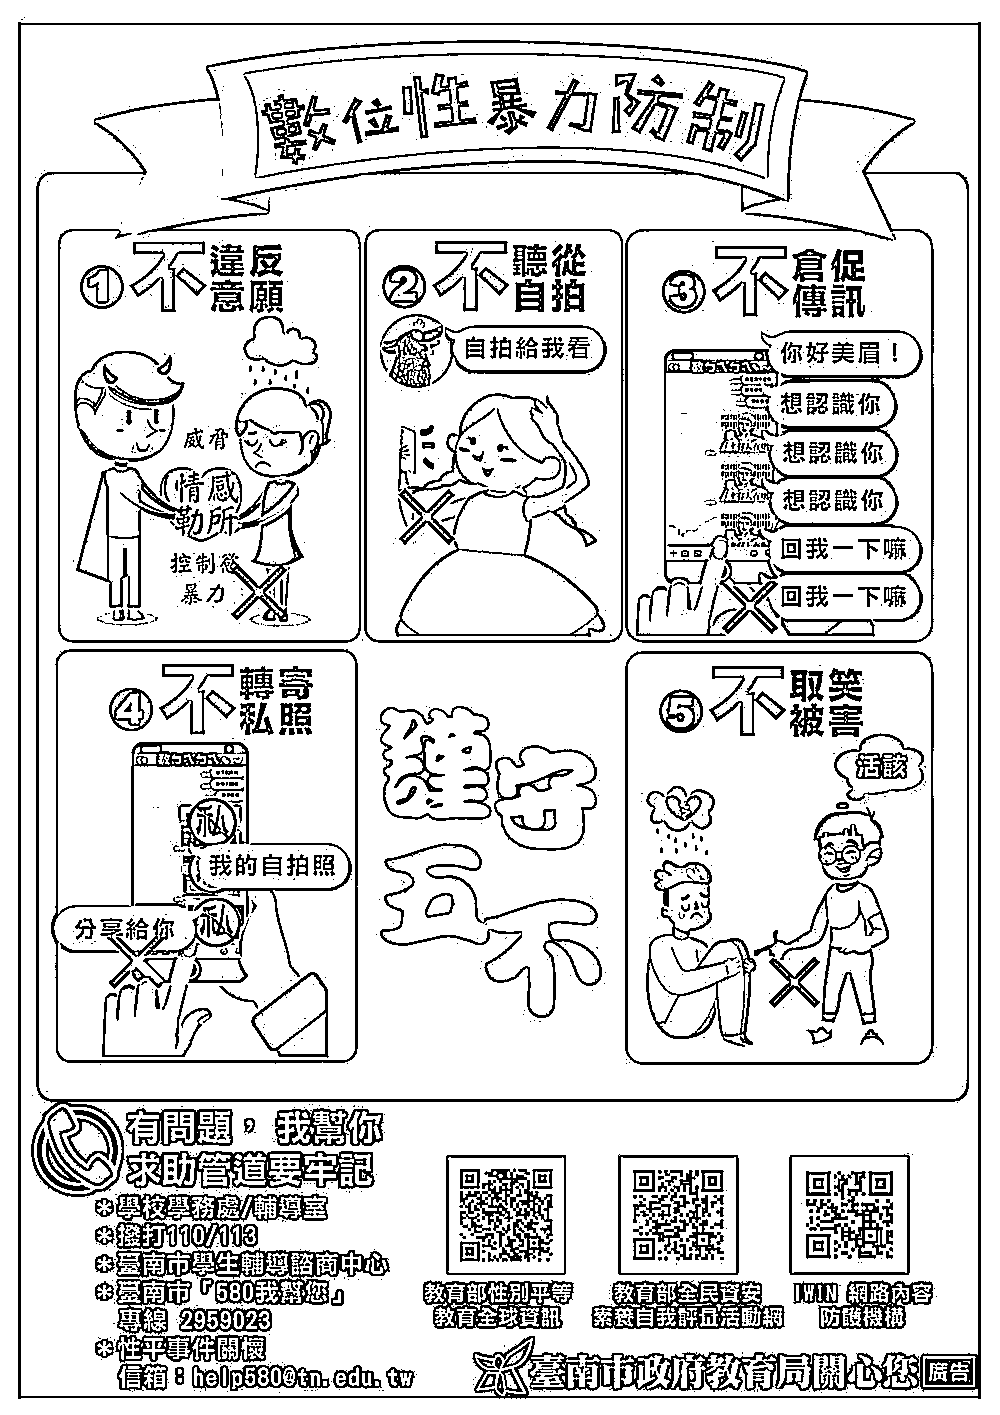 數位性暴力防制
① 不違反意願
威脅
情感勒所
控制慾
暴力
② 不聽從自拍
自拍給我看
③ 不倉促傳訊
你好美眉！
想認識你
想認識你
想認識你
回我一下嘛
回我一下嘛
④ 不轉寄私照
私
我的自拍照
私
分享給你
謹守
五不
⑤ 不取笑被害
活該
有問題，我幫你
求助管道要牢記
＊學校學務處/輔導室
＊撥打110/113
＊臺南市學生輔導諮商中心
＊臺南市「580我幫您」
專線 2959023
＊性平事件關懷
信箱：help580@tn.edu.tw
教育部性別平等
教育全球資訊
教育部全民資安
素養自我評量活動網
iWIN 網路內容
防護機構
臺南市政府教育局關心您 廣告